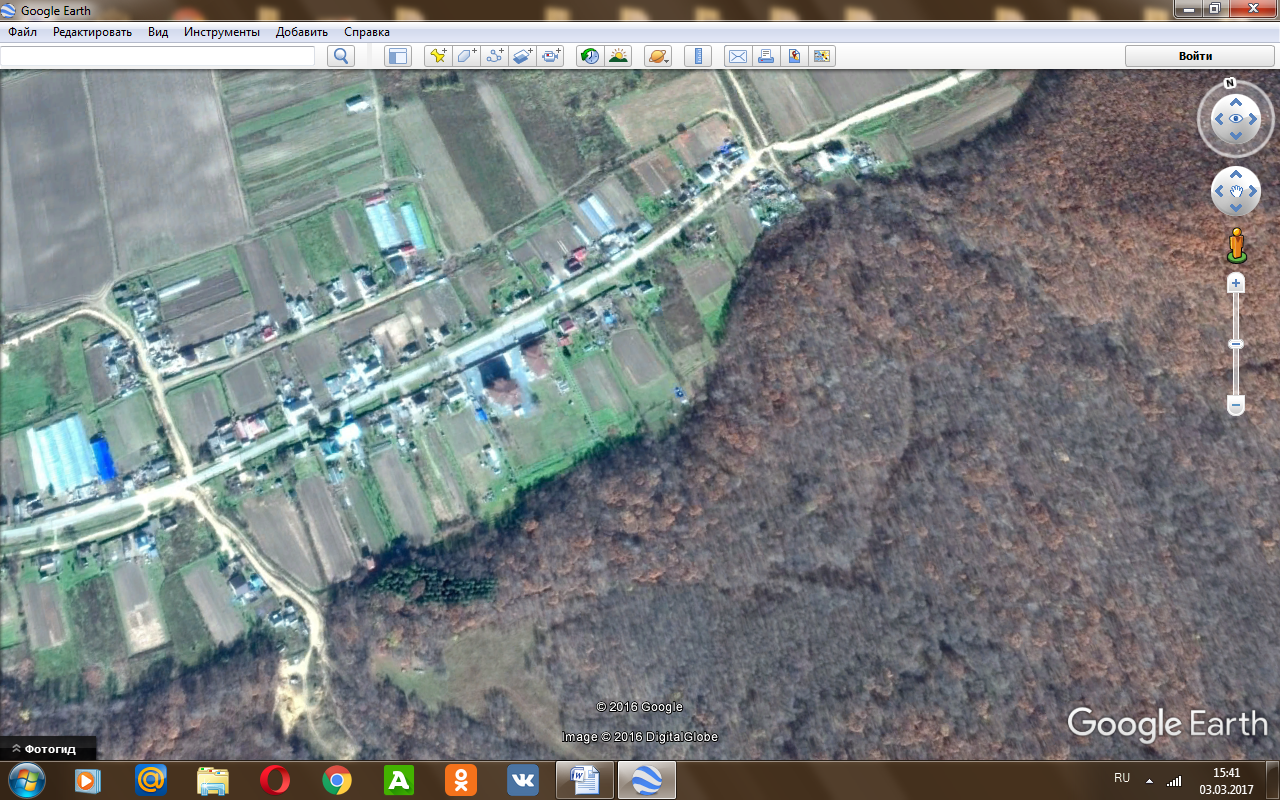 Google Earth
Файл Редактировать Вид Инструменты Добавить Справка
Войти
N
© 2016 Google
Image © 2016 DigitalGlobe
Google Earth
Фотогид
RU
15:41
03.03.2017